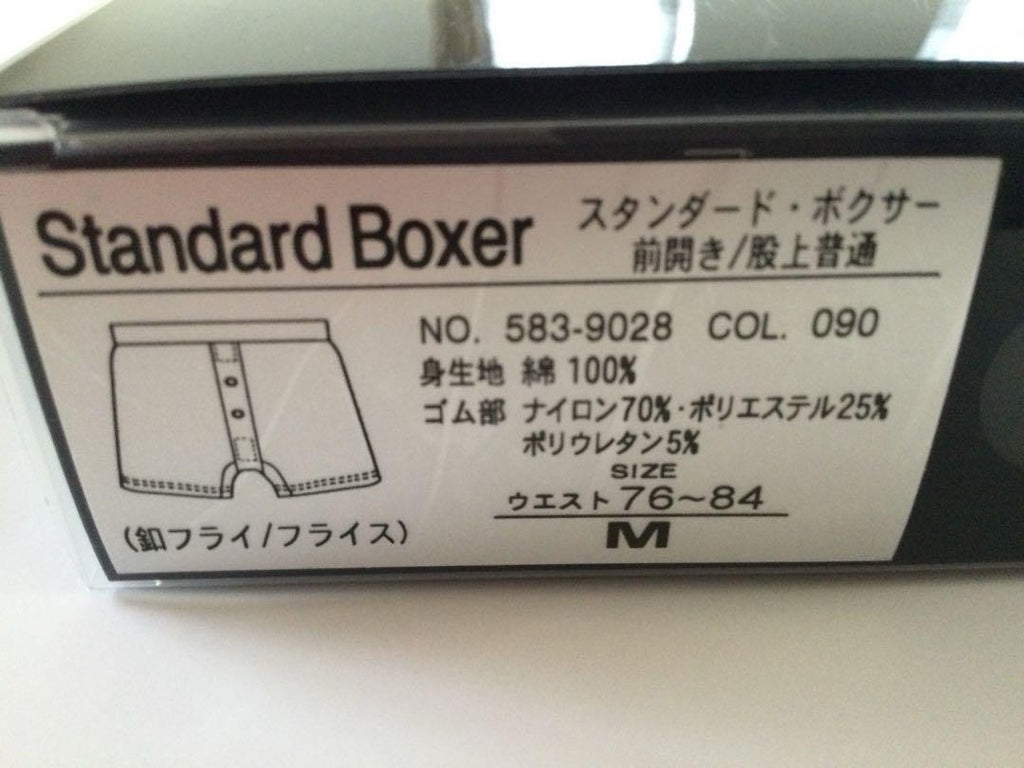 Standard Boxer
スタンダード・ボクサー
前開き/股上普通
NO. 583-9028 COL. 090
身生地 綿 100%
ゴム部 ナイロン70%・ポリエステル25%
ポリウレタン5%
SIZE
ウエスト 76〜84
M
(釦フライ/フライス)